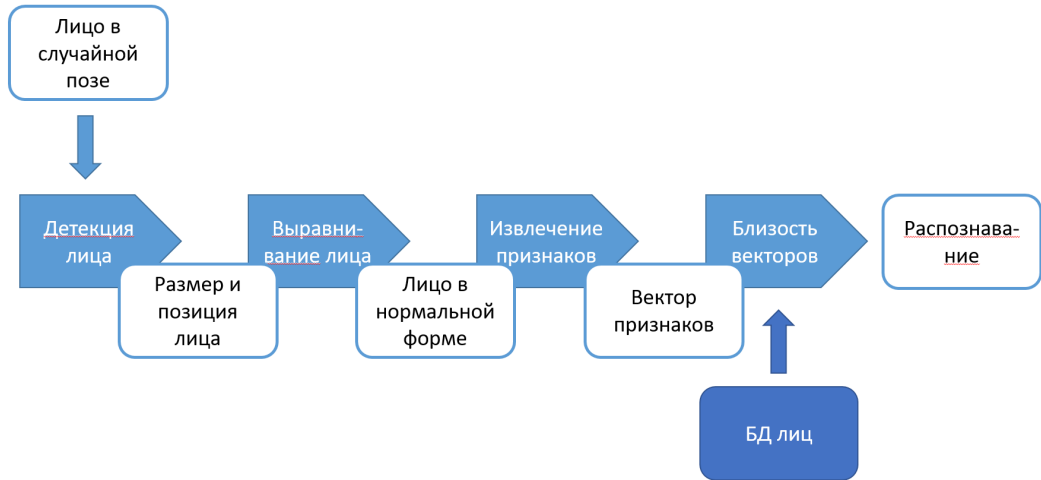 Лицо в
случайной
позе
Детекция
лица
Размер и
позиция
лица
Выравни-
вание лица
Лицо в
нормальной
форме
Извлечение
признаков
Вектор
признаков
Близость
векторов
БД лиц
Распознава-
ние